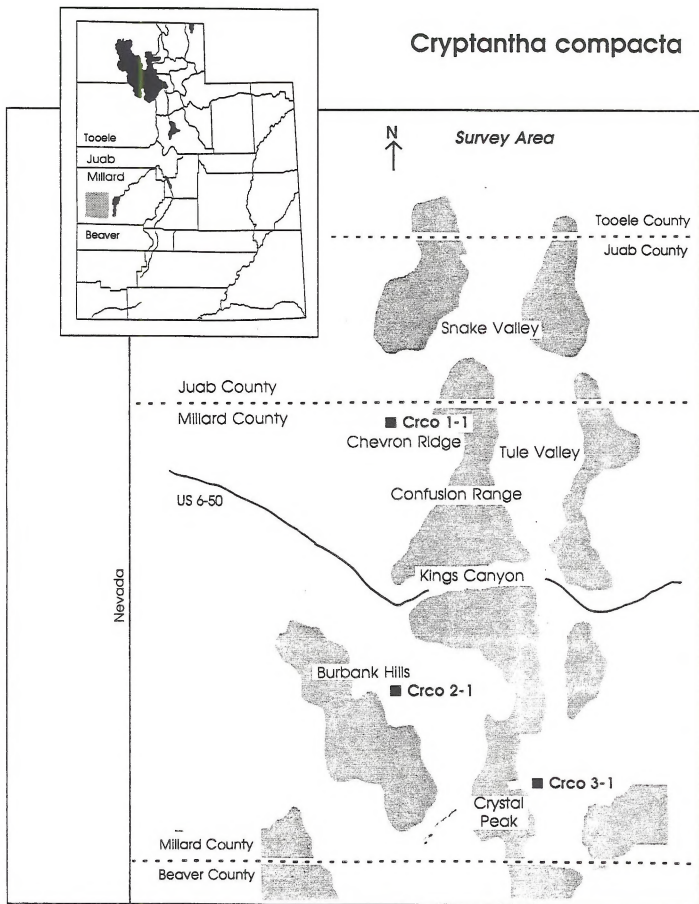 Cryptantha compacta
Tooele
Juab
Millard
Beaver
N
Survey Area
Tooele County
Juab County
Snake Valley
Juab County
Millard County
Crco 1-1
Chevron Ridge
Tule Valley
US 6-50
Confusion Range
Kings Canyon
Nevada
Burbank Hills
Crco 2-1
Crco 3-1
Crystal
Peak
Millard County
Beaver County